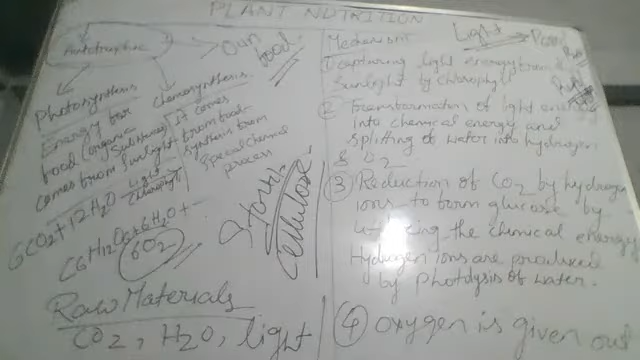 PLANT NUTRITION
Autotrophic
Own
food
Photosynthesis
Energy for
food (organic
substance)
comes from Sunlight
Chemosynthesis
It comes
from food
synthesis from
Special chemical
process
6CO2 + 12H2O Light
Chlorophyll
C6H12O6 + 6H2O +
6O2
Starch
Cellulose
Raw Materials
CO2, H2O, light
Light
① capturing light energy from
Sunlight by chlorophyll
② Transformation of light energy
into chemical energy and
splitting of water into hydrogen
& O2
③ Reduction of CO2 by hydrogen
ions to form glucose by
utilizing the chemical energy
Hydrogen ions are produced
by photolysis of water.
④ oxygen is given out